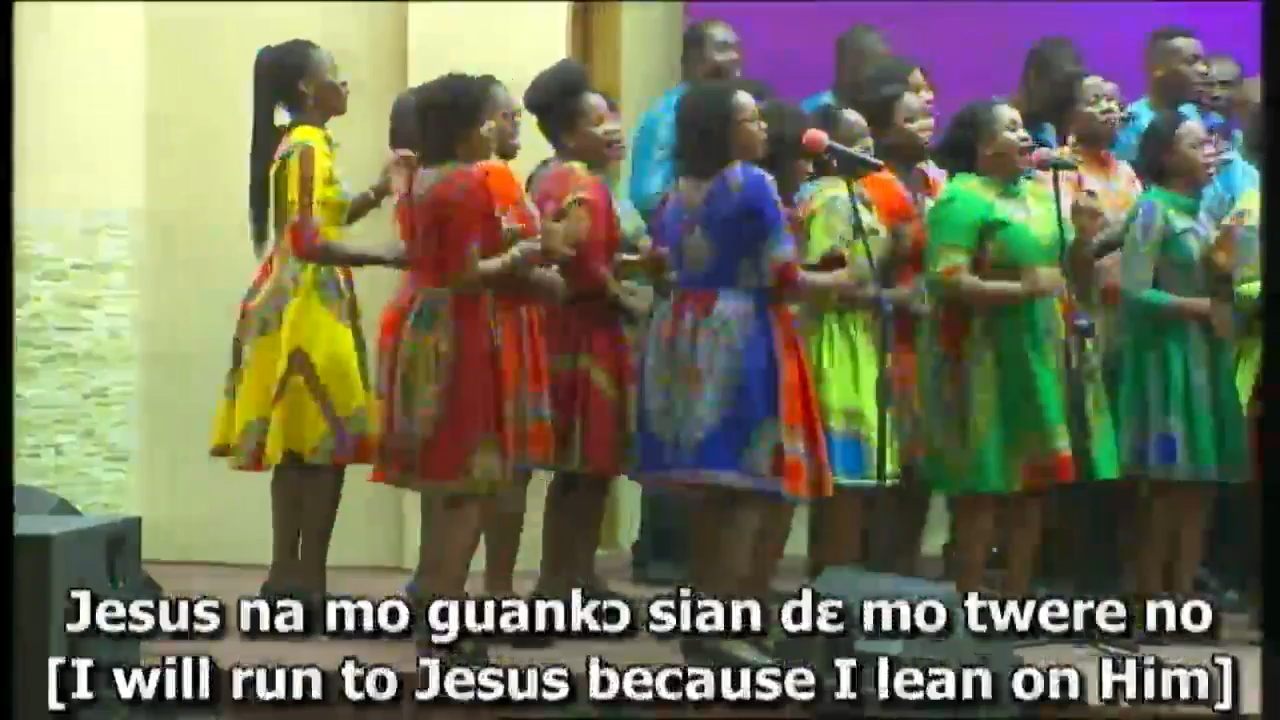 Jesus na mo guankɔ sian dɛ mo twere no
[I will run to Jesus because I lean on Him]